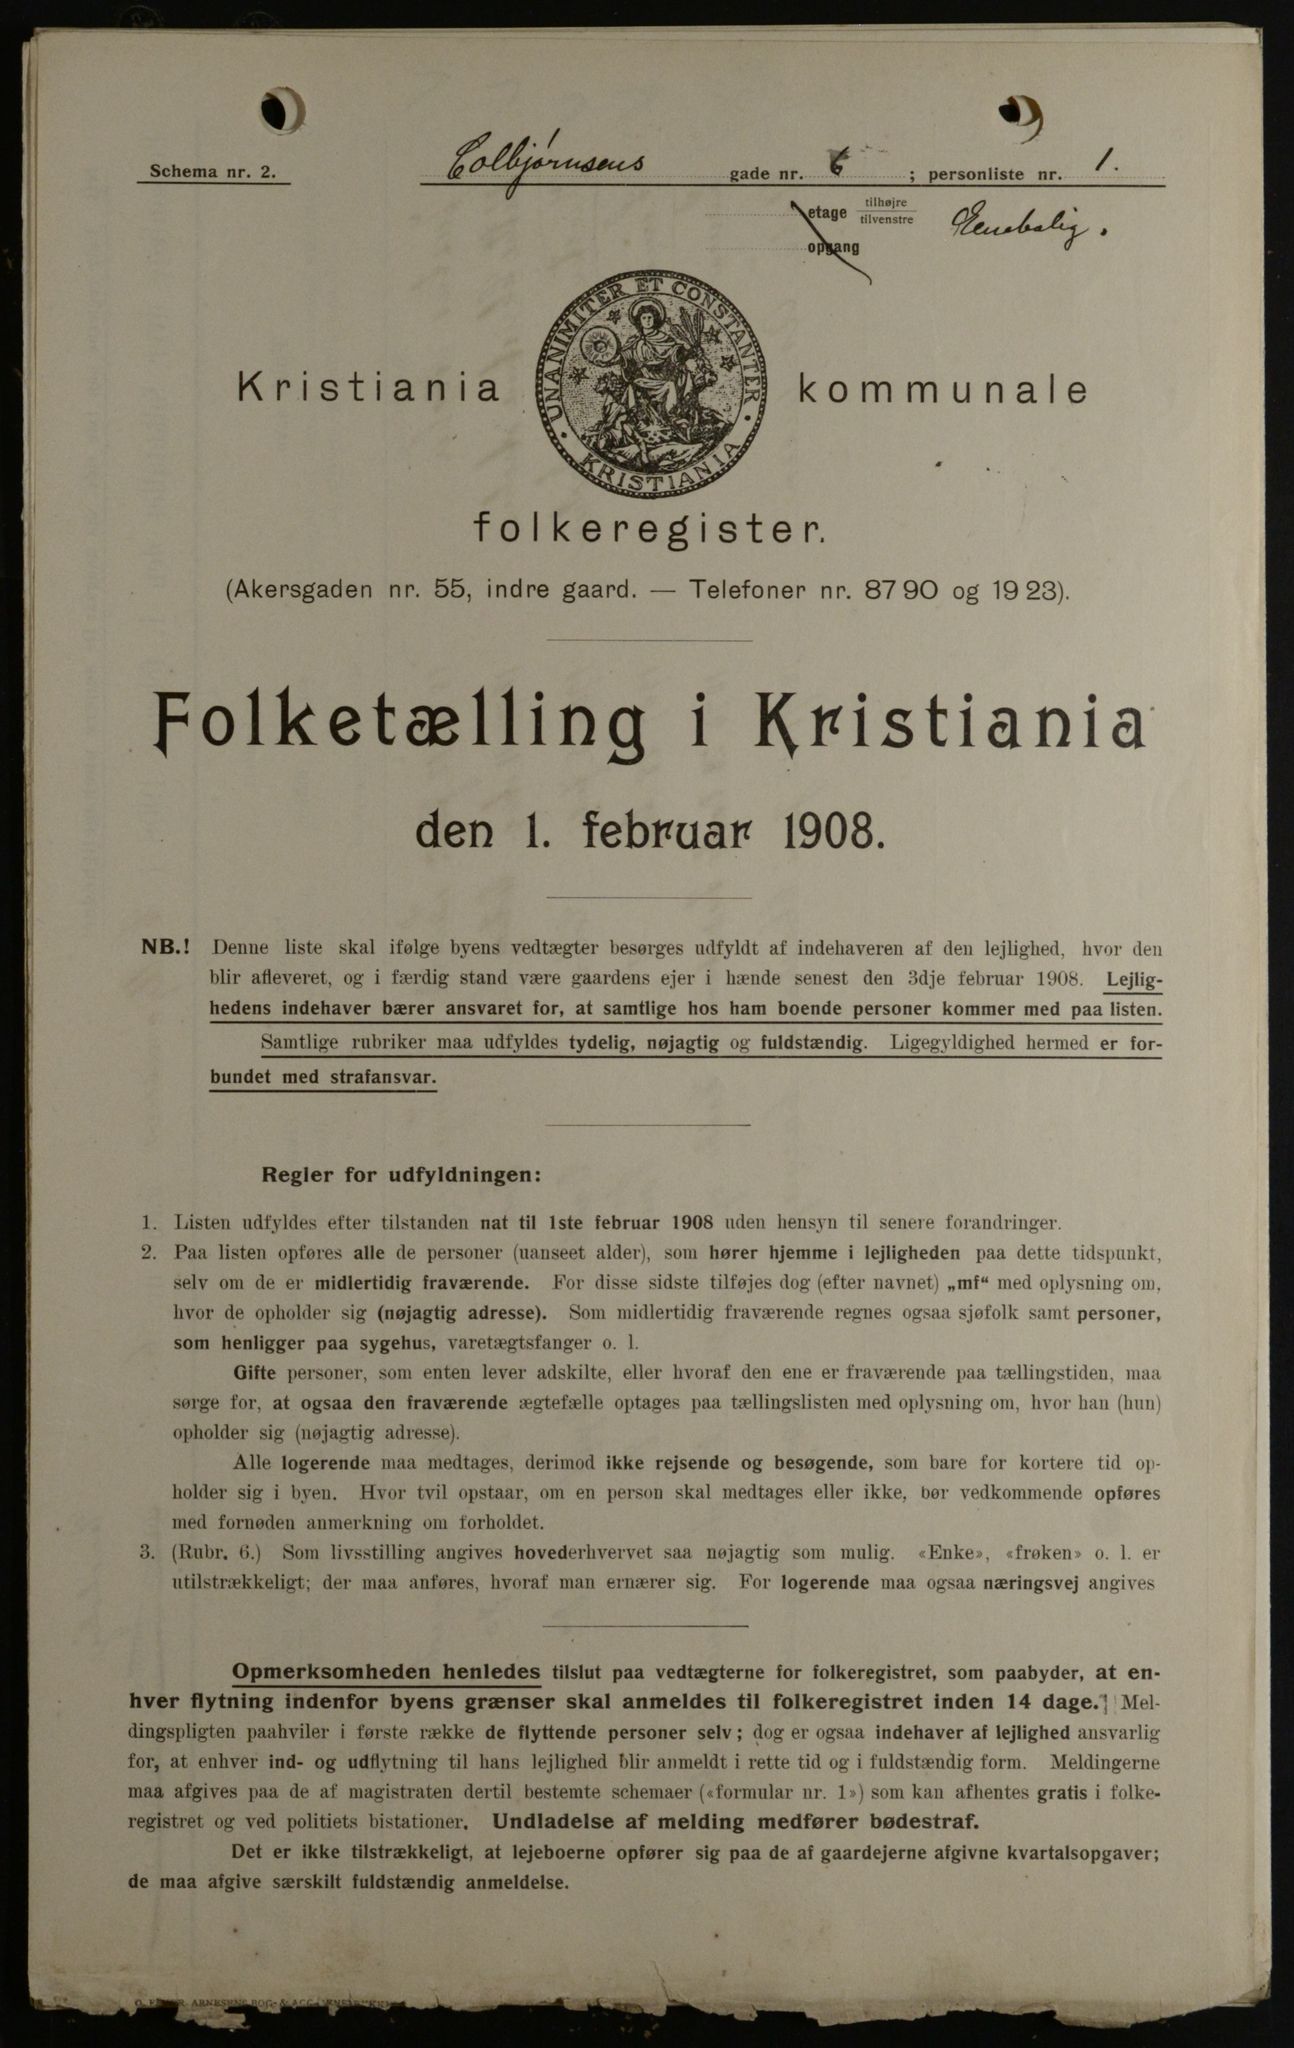 Schema nr. 2.
Colbjørnsens gade nr. 6 ; personliste nr. 1.
etage tilhøjre
tilvenstre
Enebolig.
opgang
UNANIMITER ET CONSTANTER
KRISTIANIA
Kristiania kommunale
folkeregister.
(Akersgaden nr. 55, indre gaard. — Telefoner nr. 8790 og 1923).
Folketælling i Kristiania
den 1. februar 1908.
NB.! Denne liste skal ifølge byens vedtægter besørges udfyldt af indehaveren af den lejlighed, hvor den
blir afleveret, og i færdig stand være gaardens ejer i hænde senest den 3dje februar 1908. Lejlig-
hedens indehaver bærer ansvaret for, at samtlige hos ham boende personer kommer med paa listen.
Samtlige rubriker maa udfyldes tydelig, nøjagtig og fuldstændig. Ligegyldighed hermed er for-
bundet med strafansvar.
Regler for udfyldningen:
1. Listen udfyldes efter tilstanden nat til 1ste februar 1908 uden hensyn til senere forandringer.
2. Paa listen opføres alle de personer (uanseet alder), som hører hjemme i lejligheden paa dette tidspunkt,
selv om de er midlertidig fraværende. For disse sidste tilføjes dog (efter navnet) „mf“ med oplysning om,
hvor de opholder sig (nøjagtig adresse). Som midlertidig fraværende regnes ogsaa sjøfolk samt personer,
som henligger paa sygehus, varetægtsfanger o. l.
Gifte personer, som enten lever adskilte, eller hvoraf den ene er fraværende paa tællingstiden, maa
sørge for, at ogsaa den fraværende ægtefælle optages paa tællingslisten med oplysning om, hvor han (hun)
opholder sig (nøjagtig adresse).
Alle logerende maa medtages, derimod ikke rejsende og besøgende, som bare for kortere tid op-
holder sig i byen. Hvor tvil opstaar, om en person skal medtages eller ikke, bør vedkommende opføres
med fornøden anmerkning om forholdet.
3. (Rubr. 6.) Som livsstilling angives hovederhvervet saa nøjagtig som mulig. «Enke», «frøken» o. l. er
utilstrækkeligt; der maa anføres, hvoraf man ernærer sig. For logerende maa ogsaa næringsvej angives
Opmerksomheden henledes tilslut paa vedtægterne for folkeregistret, som paabyder, at en-
hver flytning indenfor byens grænser skal anmeldes til folkeregistret inden 14 dage. Mel-
dingspligten paahviler i første række de flyttende personer selv; dog er ogsaa indehaver af lejlighed ansvarlig
for, at enhver ind- og udflytning til hans lejlighed blir anmeldt i rette tid og i fuldstændig form. Meldingerne
maa afgives paa de af magistraten dertil bestemte schemaer («formular nr. 1») som kan afhentes gratis i folke-
registret og ved politiets bistationer. Undladelse af melding medfører bødestraf.
Det er ikke tilstrækkeligt, at lejeboerne opfører sig paa de af gaardejerne afgivne kvartalsopgaver;
de maa afgive særskilt fuldstændig anmeldelse.
ARNESENS BOG- &